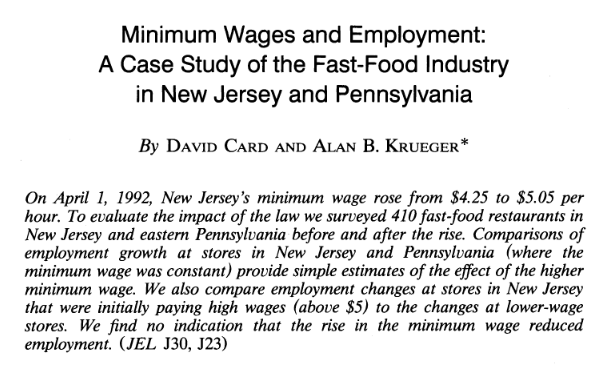 Minimum Wages and Employment:
A Case Study of the Fast-Food Industry
in New Jersey and Pennsylvania
By DAVID CARD AND ALAN B. KRUEGER*
On April 1, 1992, New Jersey's minimum wage rose from $4.25 to $5.05 per
hour. To evaluate the impact of the law we surveyed 410 fast-food restaurants in
New Jersey and eastern Pennsylvania before and after the rise. Comparisons of
employment growth at stores in New Jersey and Pennsylvania (where the
minimum wage was constant) provide simple estimates of the effect of the higher
minimum wage. We also compare employment changes at stores in New Jersey
that were initially paying high wages (above $5) to the changes at lower-wage
stores. We find no indication that the rise in the minimum wage reduced
employment. (JEL J30, J23)